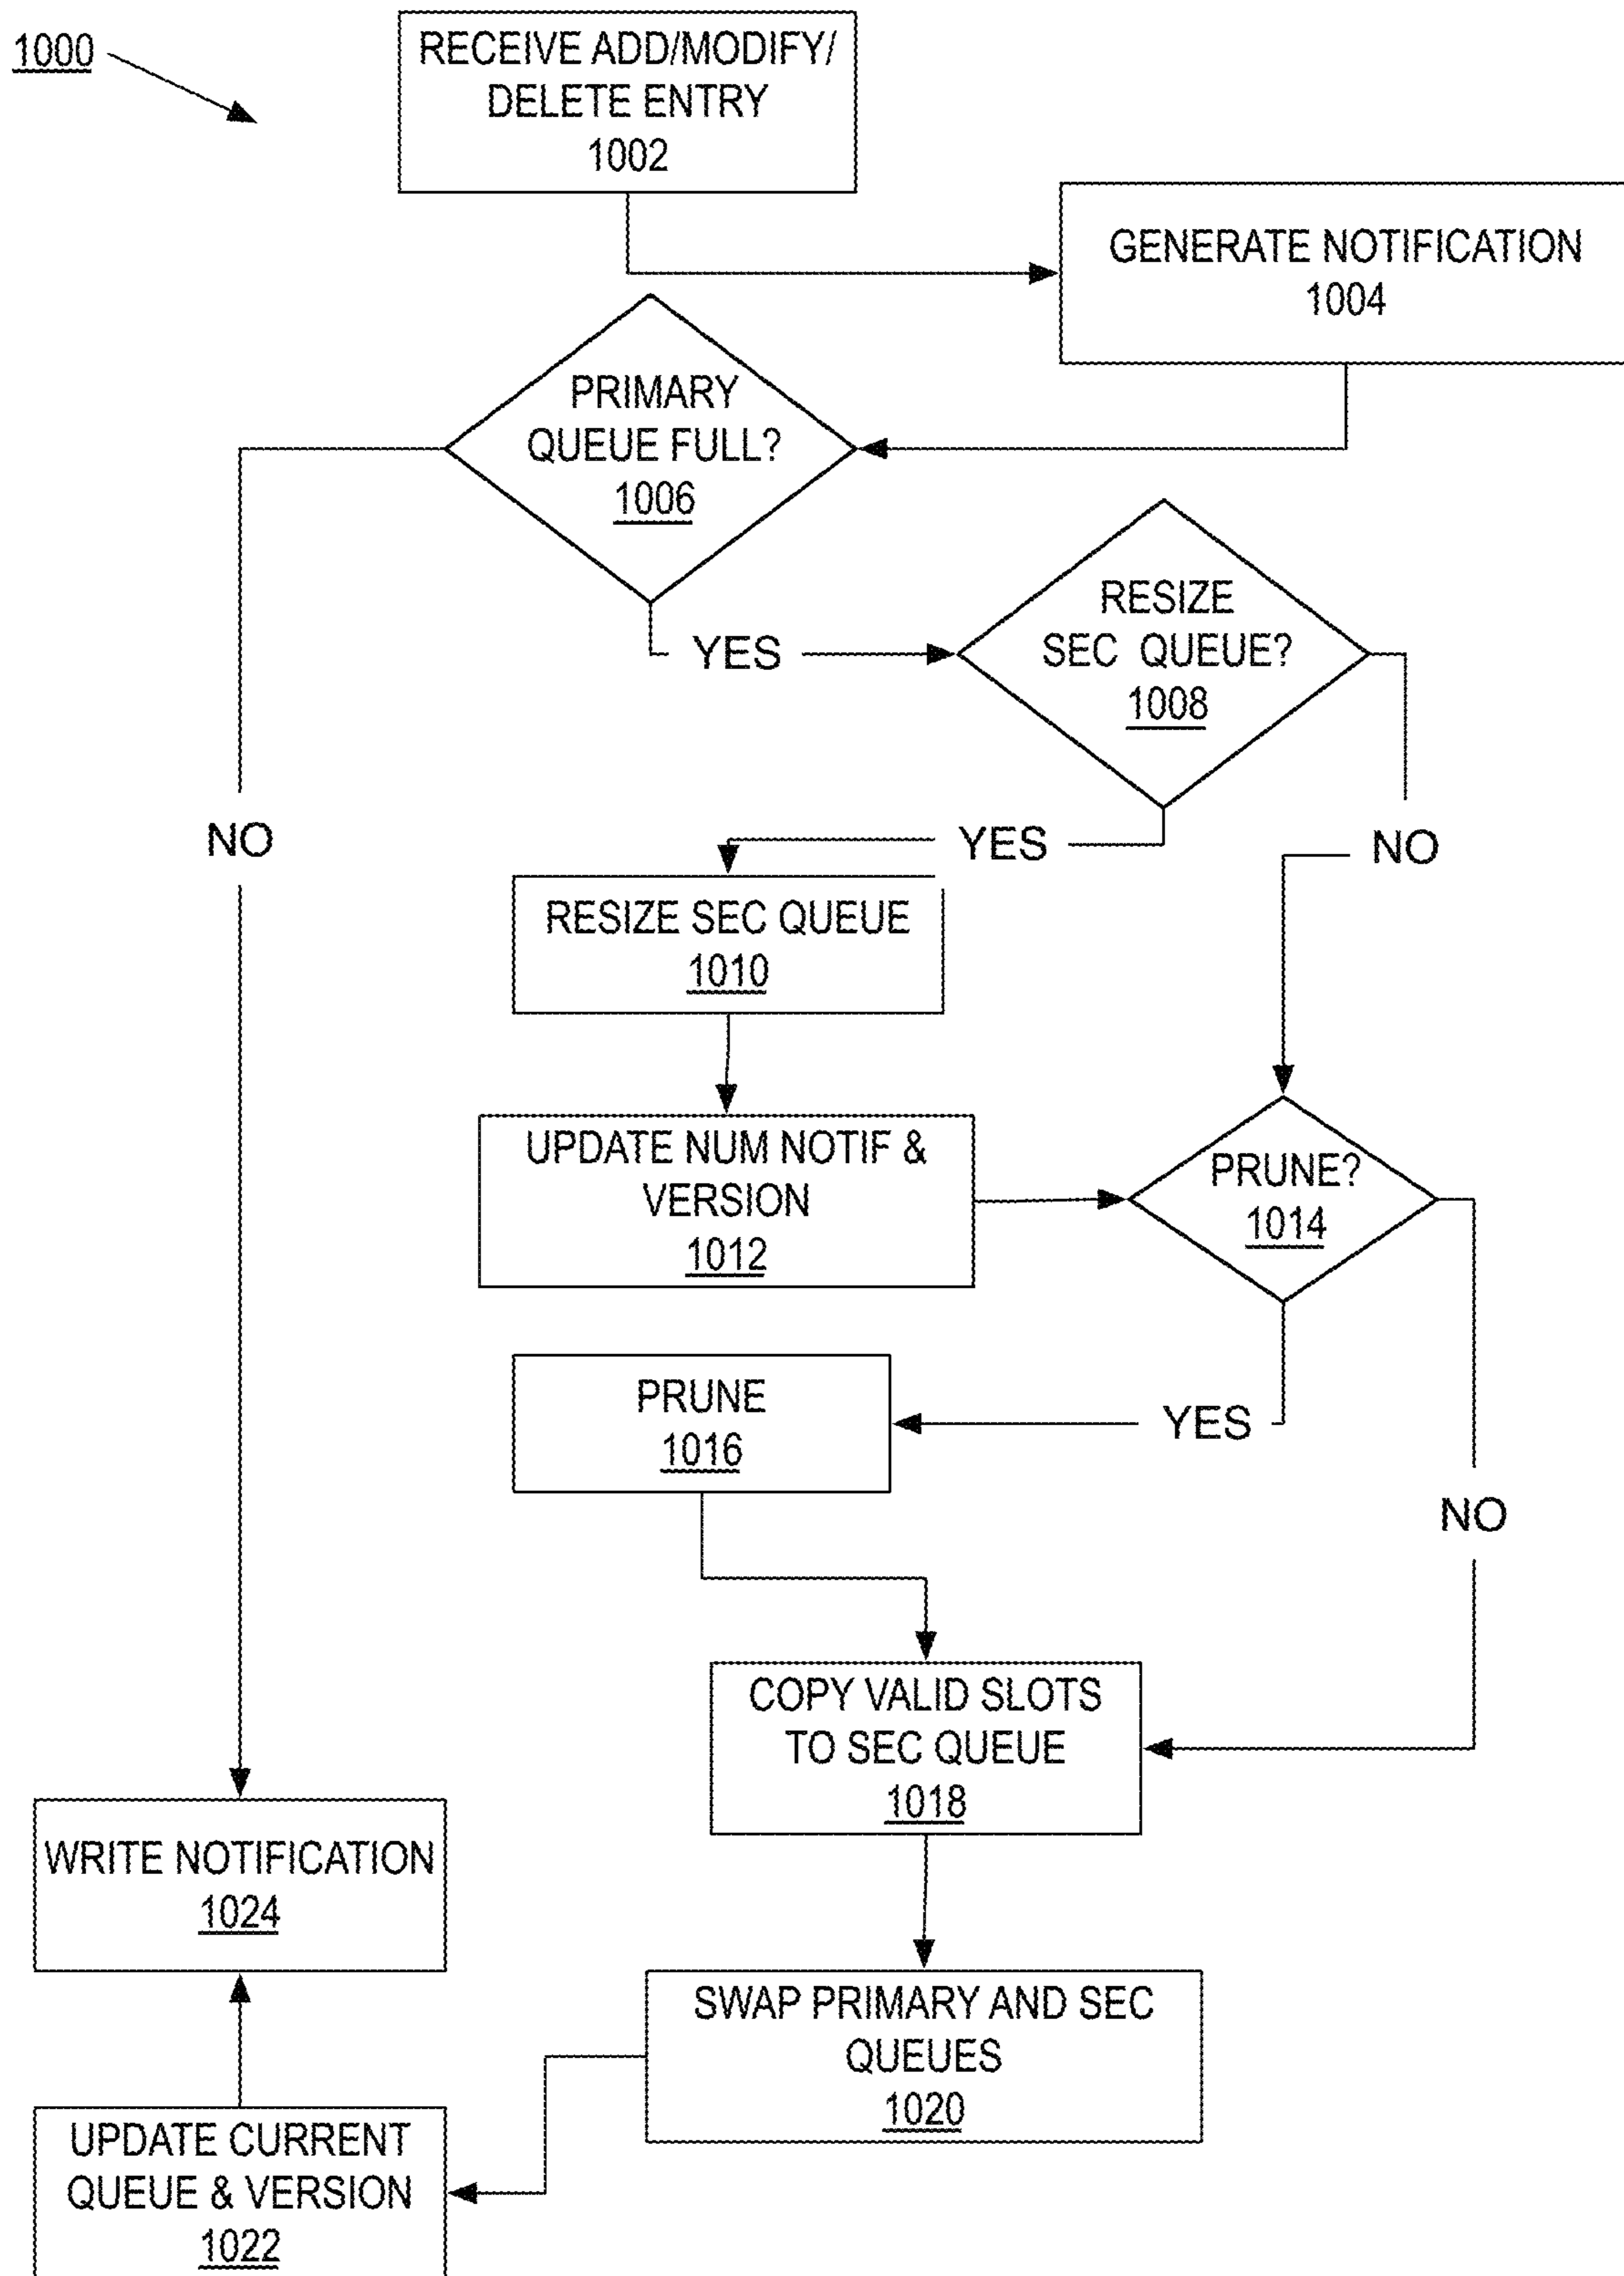 1000
RECEIVE ADD/MODIFY/
DELETE ENTRY
1002
GENERATE NOTIFICATION
1004
PRIMARY
QUEUE FULL?
1006
YES
RESIZE
SEC QUEUE?
1008
NO
YES
NO
RESIZE SEC QUEUE
1010
UPDATE NUM NOTIF &
VERSION
1012
PRUNE?
1014
PRUNE
1016
YES
NO
COPY VALID SLOTS
TO SEC QUEUE
1018
WRITE NOTIFICATION
1024
SWAP PRIMARY AND SEC
QUEUES
1020
UPDATE CURRENT
QUEUE & VERSION
1022